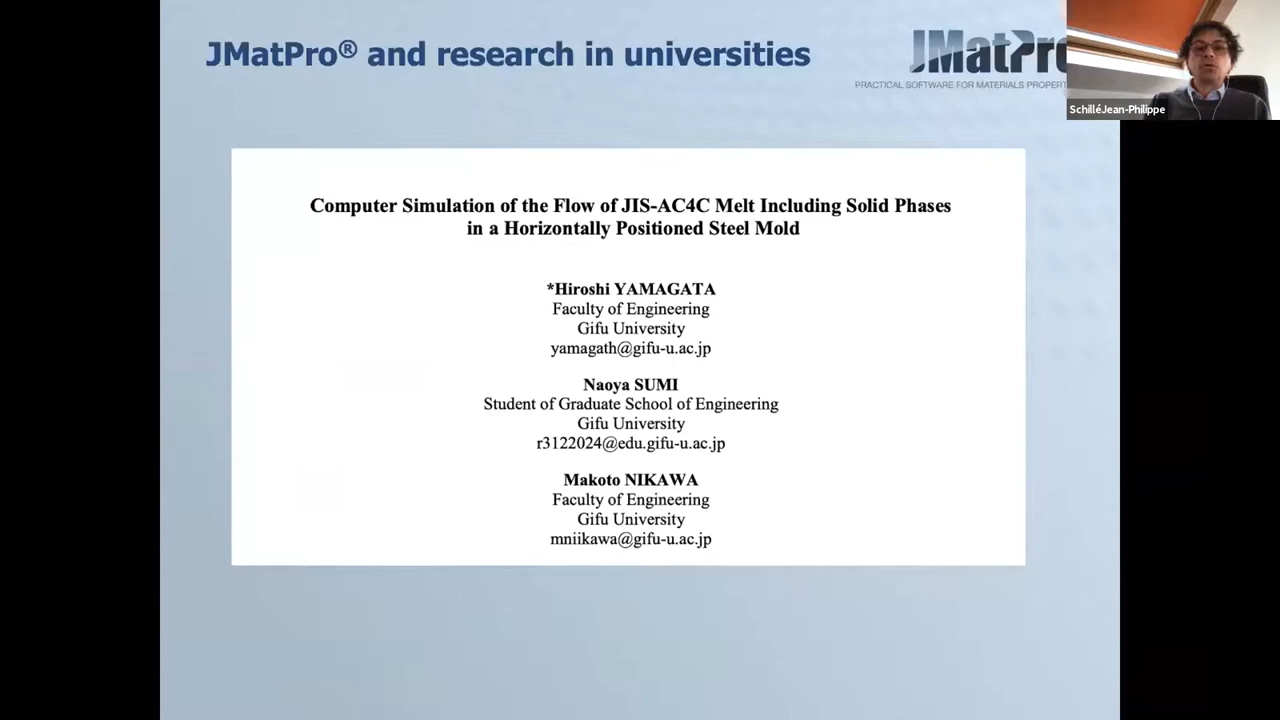 JMatPro® and research in universities
JMatPro
PRACTICAL SOFTWARE FOR MATERIALS PROPERT
SchilléJean-Philippe
Computer Simulation of the Flow of JIS-AC4C Melt Including Solid Phases
in a Horizontally Positioned Steel Mold
*Hiroshi YAMAGATA
Faculty of Engineering
Gifu University
yamagath@gifu-u.ac.jp
Naoya SUMI
Student of Graduate School of Engineering
Gifu University
r3122024@edu.gifu-u.ac.jp
Makoto NIKAWA
Faculty of Engineering
Gifu University
mniikawa@gifu-u.ac.jp